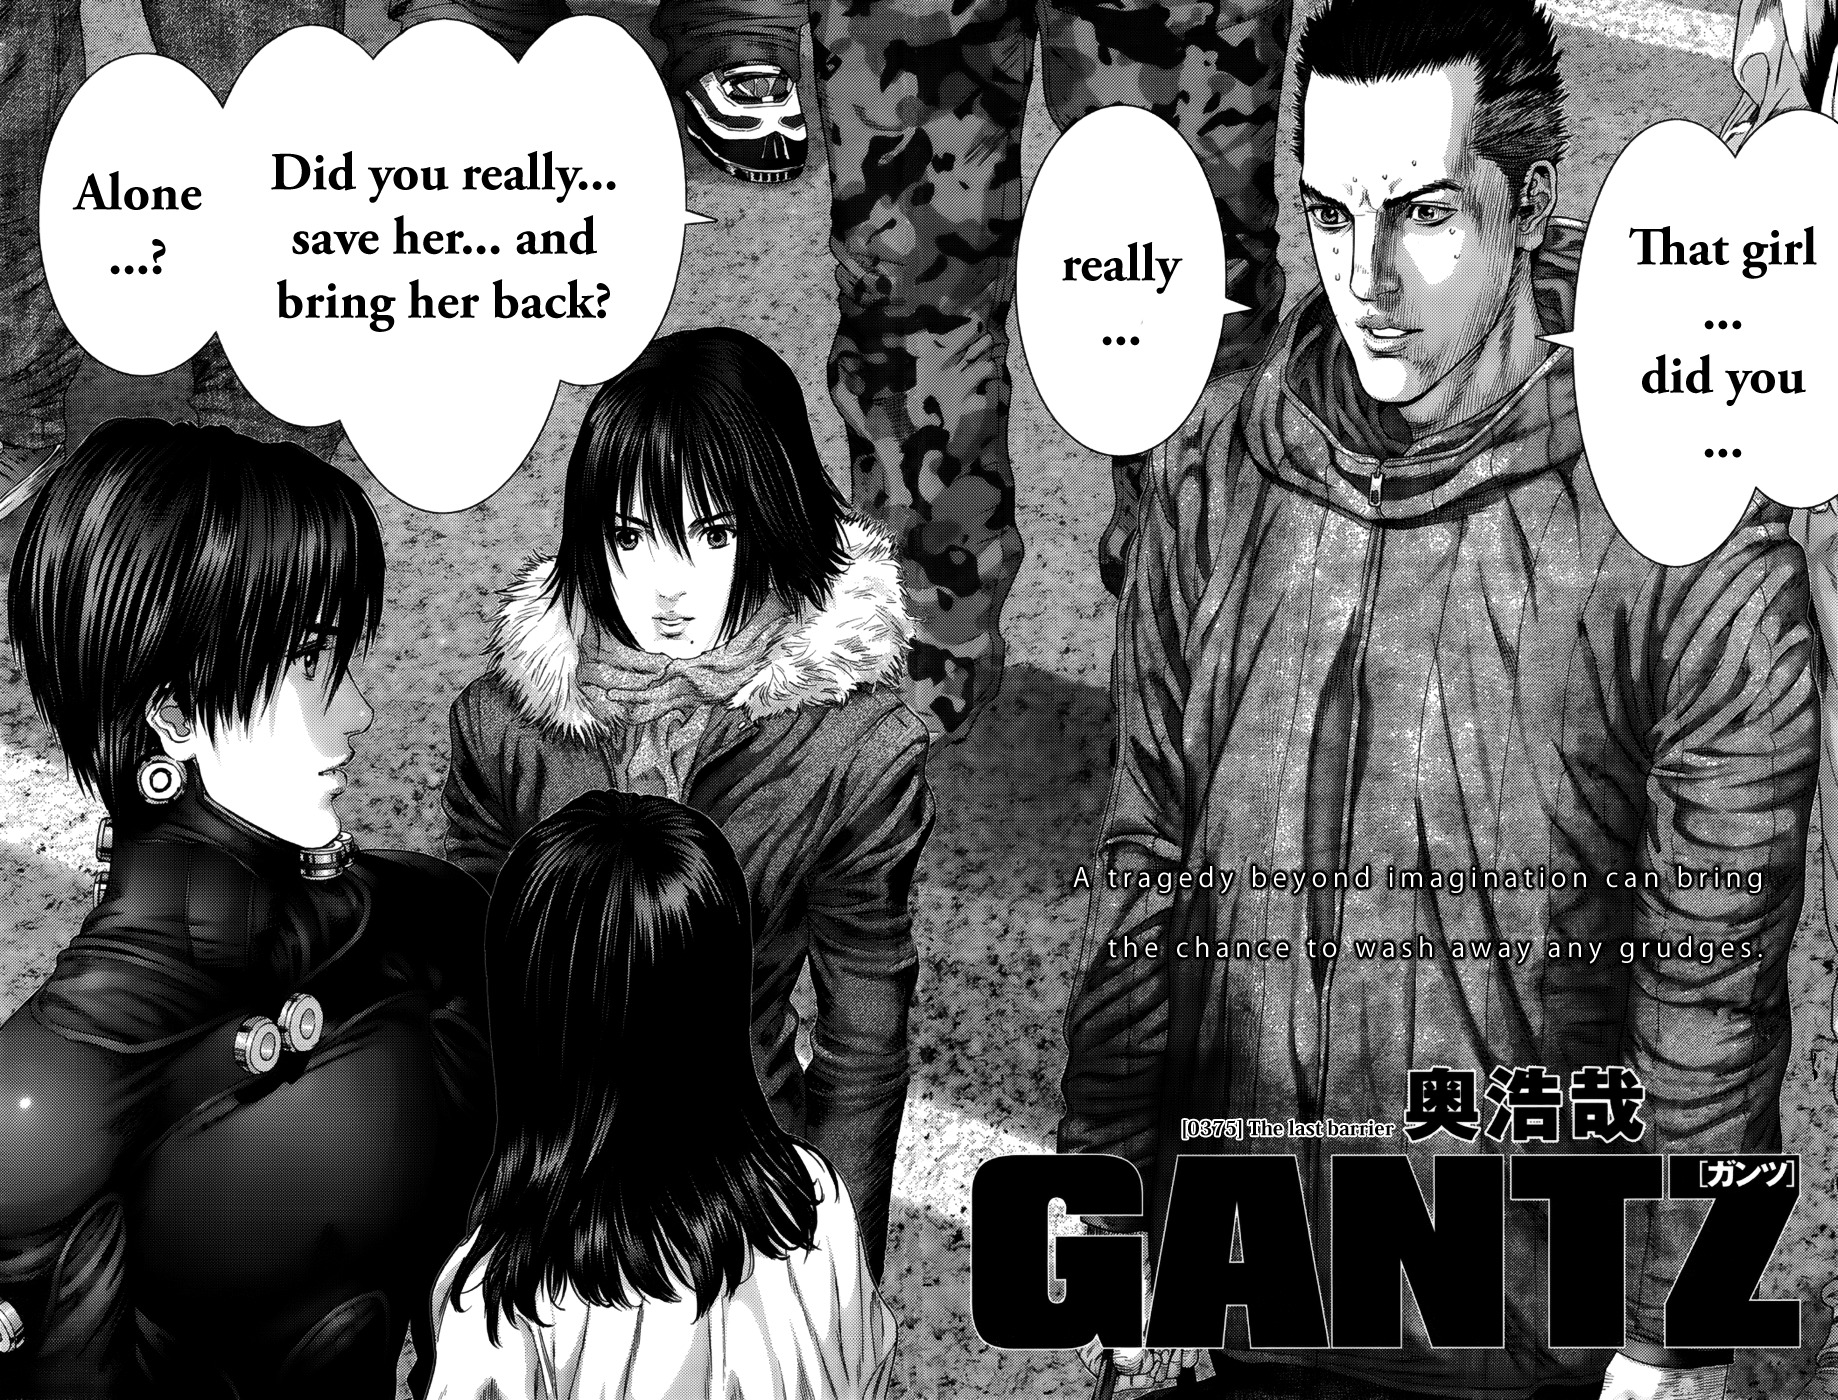 That girl
...
did you
...
really
...
Did you really...
save her... and
bring her back?
Alone
...?
A tragedy beyond imagination can bring
the chance to wash away any grudges.
[0375] The last barrier 奥浩哉
GANTZ [ガンツ]